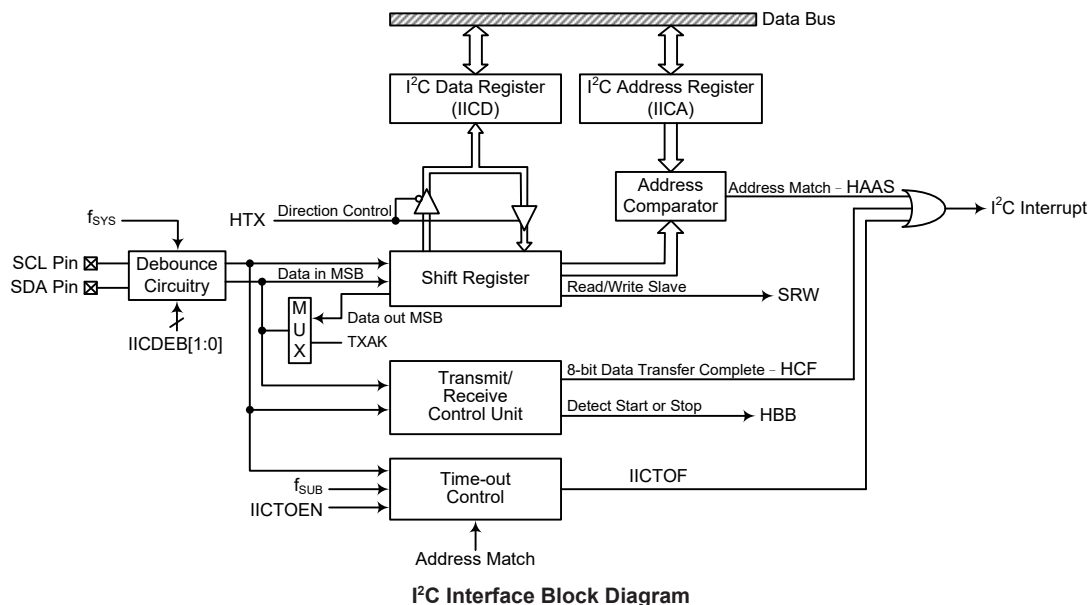 Data Bus
I²C Data Register
(IICD)
I²C Address Register
(IICA)
Address
Comparator
Address Match – HAAS
I²C Interrupt
HTX
Direction Control
fSYS
SCL Pin
SDA Pin
Debounce
Circuitry
IICDEB[1:0]
Data in MSB
Shift Register
Read/Write Slave
SRW
M
U
X
Data out MSB
TXAK
Transmit/
Receive
Control Unit
8-bit Data Transfer Complete – HCF
Detect Start or Stop
HBB
fSUB
IICTOEN
Time-out
Control
IICTOF
Address Match
I²C Interface Block Diagram